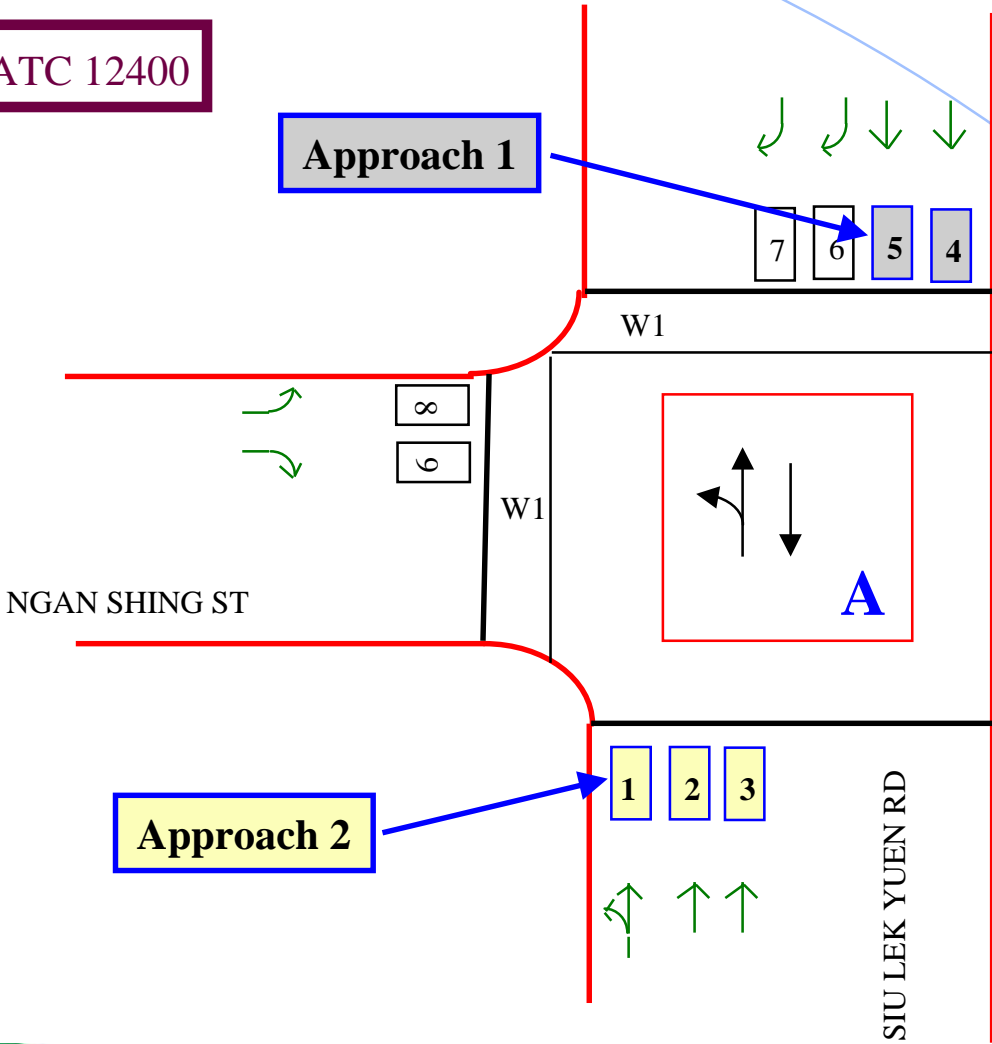 ATC 12400
Approach 1
7
6
5
4
W1
8
9
W1
A
NGAN SHING ST
1
2
3
Approach 2
SIU LEK YUEN RD